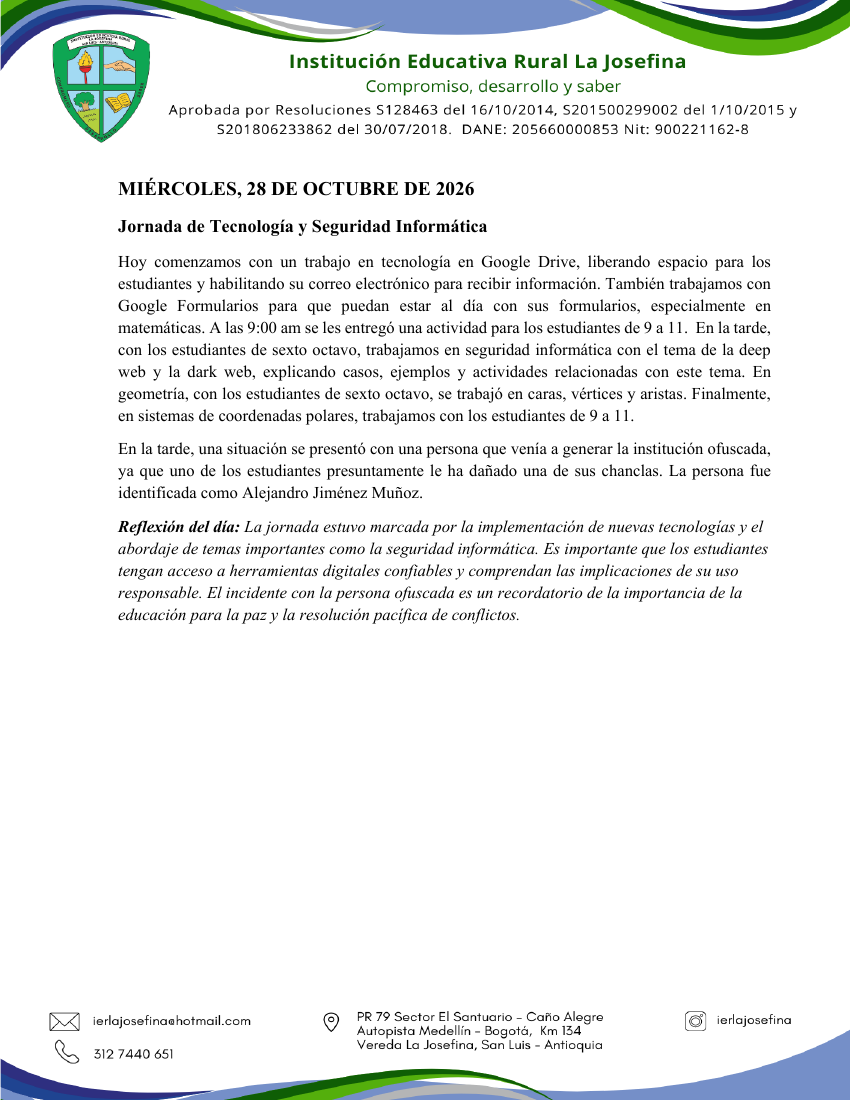 Institución Educativa Rural La Josefina
Compromiso, desarrollo y saber
Aprobada por Resoluciones S128463 del 16/10/2014, S201500299002 del 1/10/2015 y
S201806233862 del 30/07/2018. DANE: 205660000853 Nit: 900221162-8
MIÉRCOLES, 28 DE OCTUBRE DE 2026
Jornada de Tecnología y Seguridad Informática
Hoy comenzamos con un trabajo en tecnología en Google Drive, liberando espacio para los
estudiantes y habilitando su correo electrónico para recibir información. También trabajamos con
Google Formularios para que puedan estar al día con sus formularios, especialmente en
matemáticas. A las 9:00 am se les entregó una actividad para los estudiantes de 9 a 11. En la tarde,
con los estudiantes de sexto octavo, trabajamos en seguridad informática con el tema de la deep
web y la dark web, explicando casos, ejemplos y actividades relacionadas con este tema. En
geometría, con los estudiantes de sexto octavo, se trabajó en caras, vértices y aristas. Finalmente,
en sistemas de coordenadas polares, trabajamos con los estudiantes de 9 a 11.
En la tarde, una situación se presentó con una persona que venía a generar la institución ofuscada,
ya que uno de los estudiantes presuntamente le ha dañado una de sus chanclas. La persona fue
identificada como Alejandro Jiménez Muñoz.
Reflexión del día: La jornada estuvo marcada por la implementación de nuevas tecnologías y el
abordaje de temas importantes como la seguridad informática. Es importante que los estudiantes
tengan acceso a herramientas digitales confiables y comprendan las implicaciones de su uso
responsable. El incidente con la persona ofuscada es un recordatorio de la importancia de la
educación para la paz y la resolución pacífica de conflictos.
ierlajosefina@hotmail.com
312 7440 651
PR 79 Sector El Santuario - Caño Alegre
Autopista Medellín - Bogotá, Km 134
Vereda La Josefina, San Luis - Antioquia
ierlajosefina